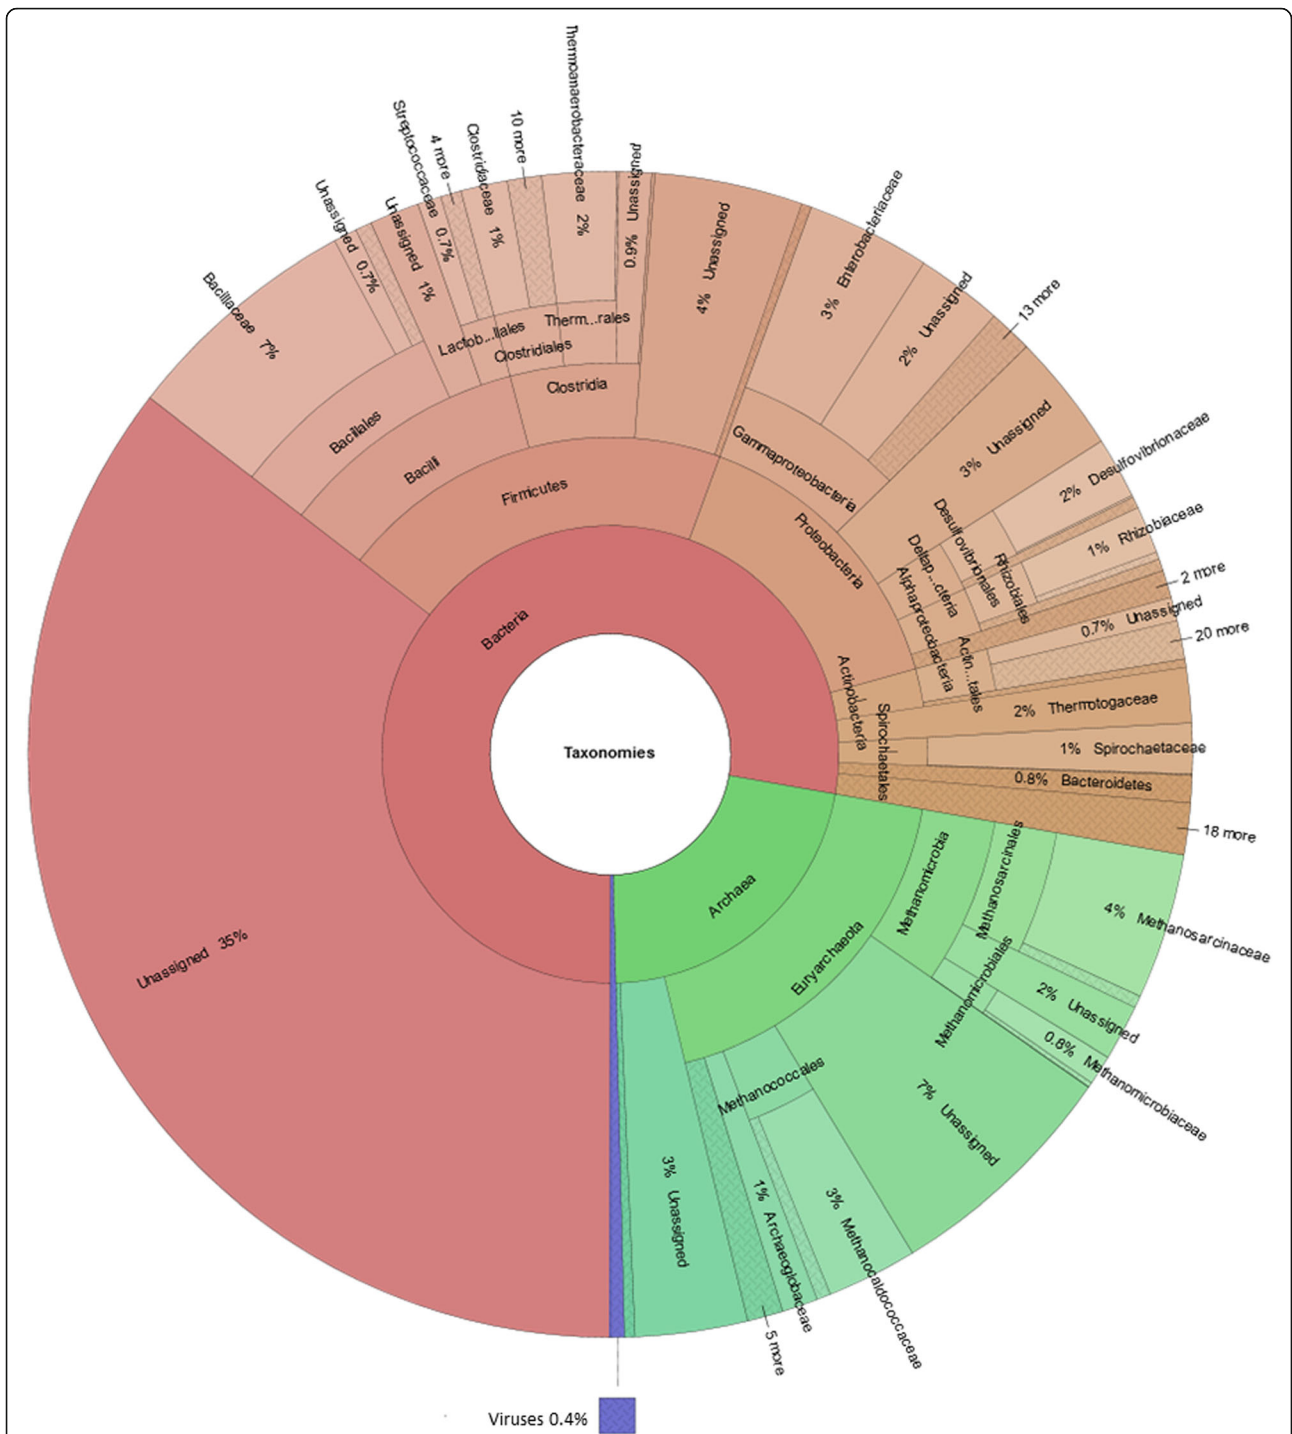 Thermoanaerobacteraceae 2%
10 more
Clostridiaceae 1%
4 more
Streptococcaceae 0.7%
Unassigned 1%
Unassigned 0.7%
Bacillaceae 7%
0.9% Unassigned
4% Unassigned
3% Enterobacteriaceae
2% Unassigned
13 more
3% Unassigned
2% Desulfovibrionaceae
1% Rhizobiaceae
2 more
0.7% Unassigned
20 more
2% Thermotogaceae
1% Spirochaetaceae
0.8% Bacteroidetes
18 more
Lactob...llales
Therm...rales
Clostridiales
Clostridia
Bacillales
Bacilli
Firmicutes
Gammaproteobacteria
Proteobacteria
Desulfovibrionales
Deltap...cteria
Rhizobiales
Alphaproteobacteria
Actin...tales
Actinobacteria
Spirochaetales
Bacteria
Taxonomies
Archaea
Euryarchaeota
Methanomicrobia
Methanosarcinales
4% Methanosarcinaceae
Methanomicrobiales
2% Unassigned
0.8% Methanomicrobiaceae
7% Unassigned
Methanococcales
3% Methanocaldococcaceae
1% Archaeoglobaceae
5 more
3% Unassigned
Unassigned 35%
Viruses 0.4%